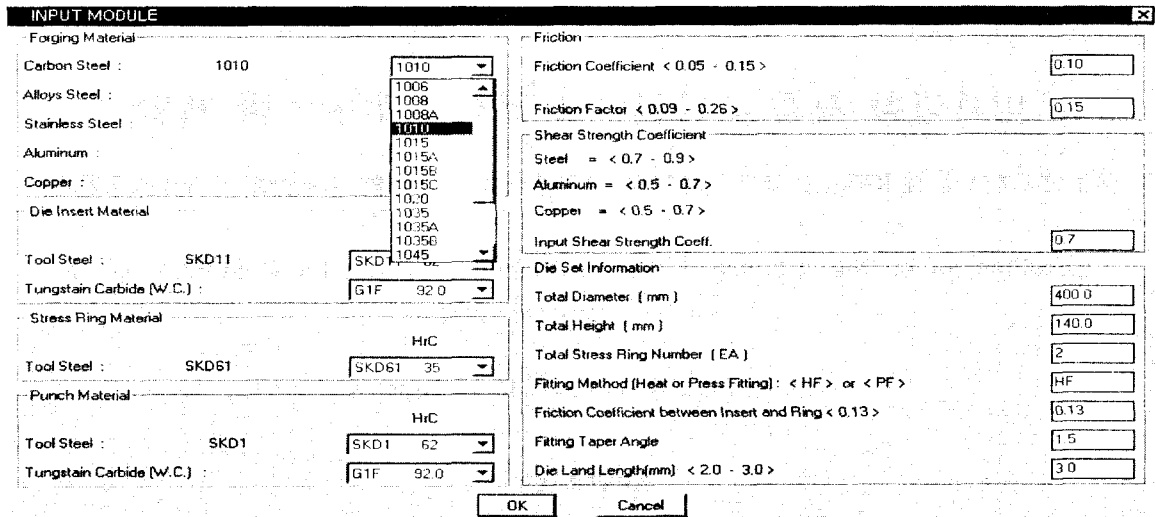 INPUT MODULE
Forging Material
Carbon Steel : 1010 1010
Alloys Steel :
Stainless Steel
Aluminum :
Copper :
1006
1008
1008A
1010
1015
1015A
1015B
1015C
1020
1035
1035A
1035B
1045
Die Insert Material
Tool Steel : SKD11 SKD11 62
Tungstain Carbide (W.C.) : G1F 92.0
Stress Ring Material
HrC
Tool Steel : SKD61 SKD61 35
Punch Material
HrC
Tool Steel : SKD1 SKD1 62
Tungstain Carbide (W.C.) : G1F 92.0
Friction
Friction Coefficient < 0.05 - 0.15 > 0.10
Friction Factor < 0.09 - 0.26 > 0.15
Shear Strength Coefficient
Steel = < 0.7 - 0.9 >
Aluminum = < 0.5 - 0.7 >
Copper = < 0.5 - 0.7 >
Input Shear Strength Coeff. 0.7
Die Set Information
Total Diameter ( mm ) 400.0
Total Height ( mm ) 140.0
Total Stress Ring Number ( EA ) 2
Fitting Method (Heat or Press Fitting) : < HF > or < PF > HF
Friction Coefficient between Insert and Ring < 0.13 > 0.13
Fitting Taper Angle 1.5
Die Land Length(mm) < 2.0 - 3.0 > 3.0
OK Cancel